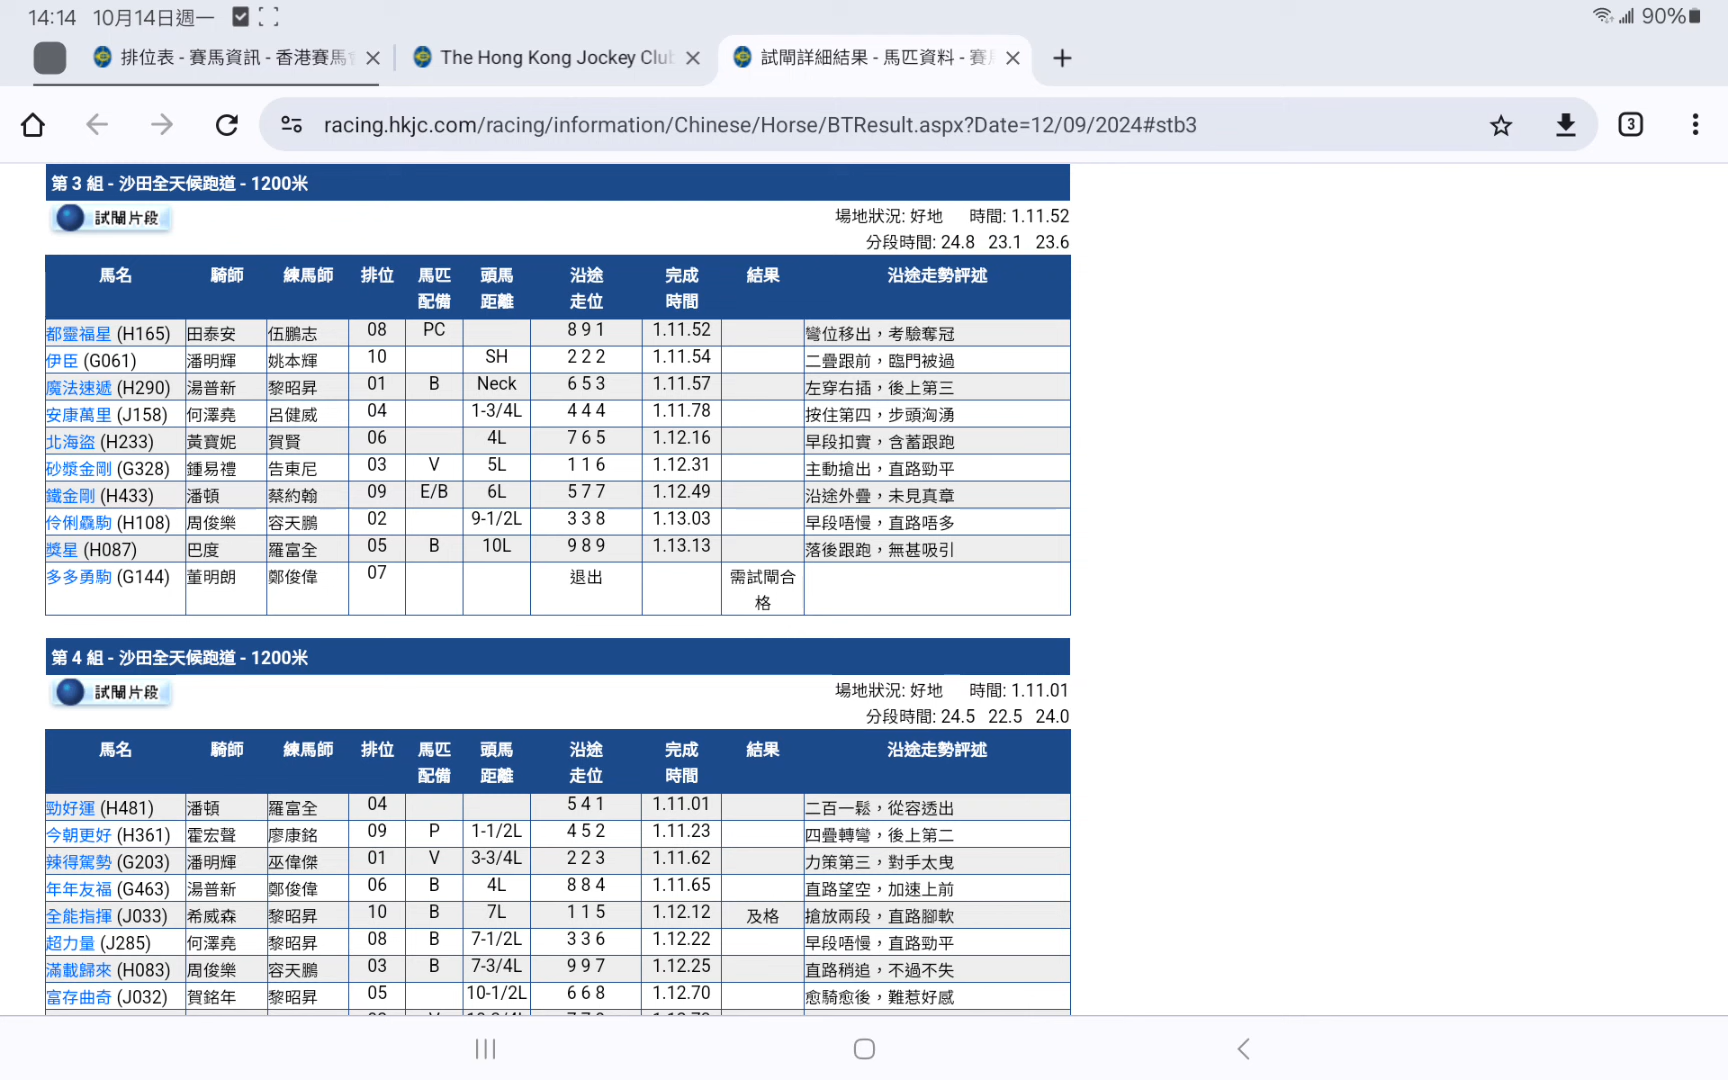 14:14 10月14日週一 90%
排位表 - 賽馬資訊 - 香港賽馬
The Hong Kong Jockey Clu
試閘詳細結果 - 馬匹資料 - 賽
racing.hkjc.com/racing/information/Chinese/Horse/BTResult.aspx?Date=12/09/2024#stb3
3
第 3 組 - 沙田全天候跑道 - 1200米
試閘片段
場地狀況: 好地 時間: 1.11.52
分段時間: 24.8 23.1 23.6
馬名 騎師 練馬師 排位 馬匹配備 頭馬距離 沿途走位 完成時間 結果 沿途走勢評述
都靈福星 (H165) 田泰安 伍鵬志 08 PC 8 9 1 1.11.52 彎位移出，考驗奪冠
伊臣 (G061) 潘明輝 姚本輝 10 SH 2 2 2 1.11.54 二疊跟前，臨門被過
魔法速遞 (H290) 湯普新 黎昭昇 01 B Neck 6 5 3 1.11.57 左穿右插，後上第三
安康萬里 (J158) 何澤堯 呂健威 04 1-3/4L 4 4 4 1.11.78 按住第四，步頭洶湧
北海盜 (H233) 黃寶妮 賀賢 06 4L 7 6 5 1.12.16 早段扣實，含蓄跟跑
砂漿金剛 (G328) 鍾易禮 告東尼 03 V 5L 1 1 6 1.12.31 主動搶出，直路勁平
鐵金剛 (H433) 潘頓 蔡約翰 09 E/B 6L 5 7 7 1.12.49 沿途外疊，未見真章
伶俐驫駒 (H108) 周俊樂 容天鵬 02 9-1/2L 3 3 8 1.13.03 早段唔慢，直路唔多
獎星 (H087) 巴度 羅富全 05 B 10L 9 8 9 1.13.13 落後跟跑，無甚吸引
多多勇駒 (G144) 董明朗 鄭俊偉 07 退出 需試閘合格
第 4 組 - 沙田全天候跑道 - 1200米
試閘片段
場地狀況: 好地 時間: 1.11.01
分段時間: 24.5 22.5 24.0
馬名 騎師 練馬師 排位 馬匹配備 頭馬距離 沿途走位 完成時間 結果 沿途走勢評述
勁好運 (H481) 潘頓 羅富全 04 5 4 1 1.11.01 二百一鬆，從容透出
今朝更好 (H361) 霍宏聲 廖康銘 09 P 1-1/2L 4 5 2 1.11.23 四疊轉彎，後上第二
辣得駕勢 (G203) 潘明輝 巫偉傑 01 V 3-3/4L 2 2 3 1.11.62 力策第三，對手太曳
年年友福 (G463) 湯普新 鄭俊偉 06 B 4L 8 8 4 1.11.65 直路望空，加速上前
全能指揮 (J033) 希威森 黎昭昇 10 B 7L 1 1 5 1.12.12 及格 搶放兩段，直路腳軟
超力量 (J285) 何澤堯 黎昭昇 08 B 7-1/2L 3 3 6 1.12.22 早段唔慢，直路勁平
滿載歸來 (H083) 周俊樂 容天鵬 03 B 7-3/4L 9 9 7 1.12.25 直路稍追，不過不失
富存曲奇 (J032) 賀銘年 黎昭昇 05 10-1/2L 6 6 8 1.12.70 愈騎愈後，難惹好感